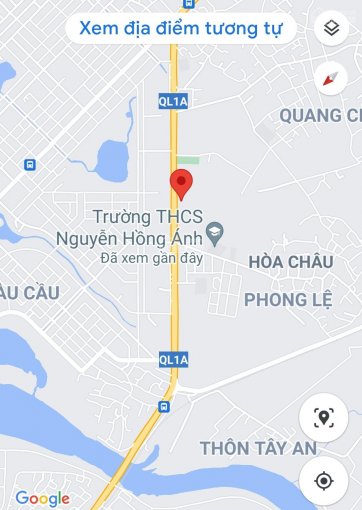 Xem địa điểm tương tự
QL1A
QUANG CH
Trường THCS
Nguyễn Hồng Ánh
Đã xem gần đây
HÒA CHÂU
ÀU CẦU
PHONG LỆ
QL1A
THÔN TÂY AN
Google